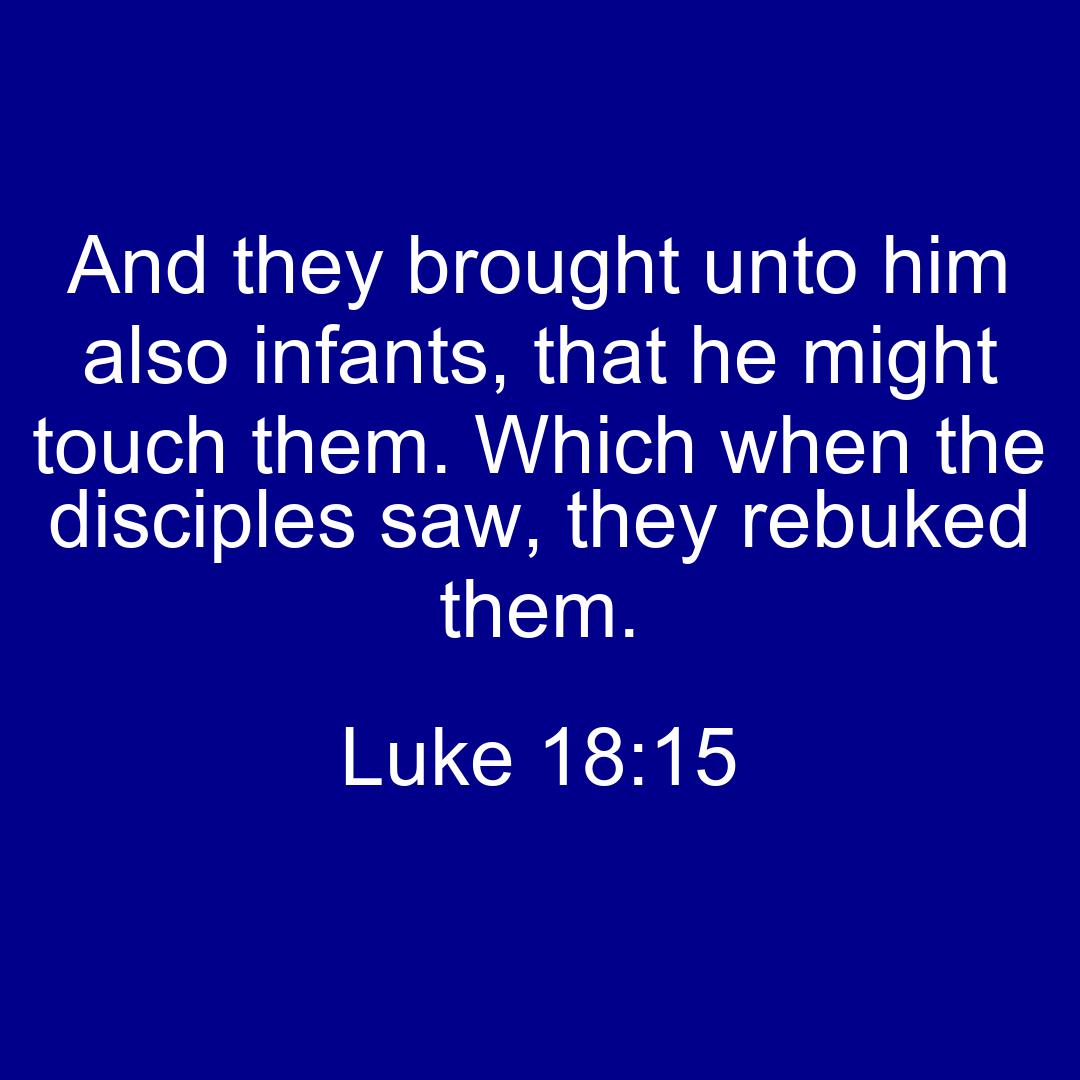 And they brought unto him
also infants, that he might
touch them. Which when the
disciples saw, they rebuked
them.
Luke 18:15